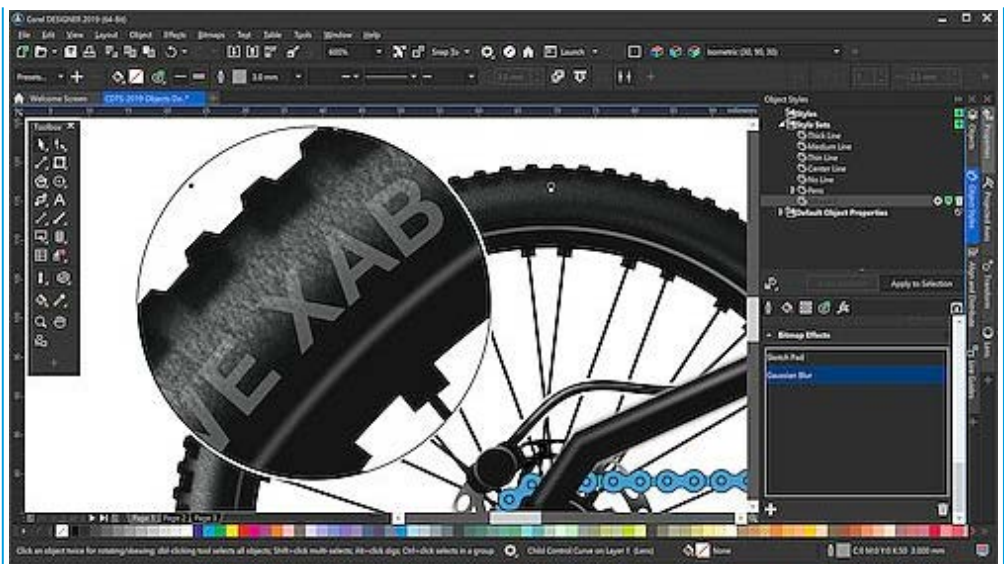 Corel DESIGNER 2019 (64-Bit)
File Edit View Layout Object Effects Bitmaps Text Table Tools Window Help
600% Snap To Launch Isometric (30, 90, 30)
Presets... 3.0 mm
Welcome Screen CDTS-2019 Objects Do...*
millimeters
Toolbox
VE XAB
Object Styles
Styles
Style Sets
Thick Line
Medium Line
Thin Line
Center Line
No Line
Pens
Default Object Properties
Apply to Selection
Bitmap Effects
Sketch Pad
Gaussian Blur
Properties
Objects
Object Styles
Projected Axes
Align and Distribute
Transform
Lens
Page 1 Page 2 Page 3
Click an object twice for rotating/skewing; dbl-clicking tool selects all objects; Shift+click multi-selects; Alt+click digs; Ctrl+click selects in a group Child Control Curve on Layer 1 (Lens) None C:0 M:0 Y:0 K:50 3.000 mm